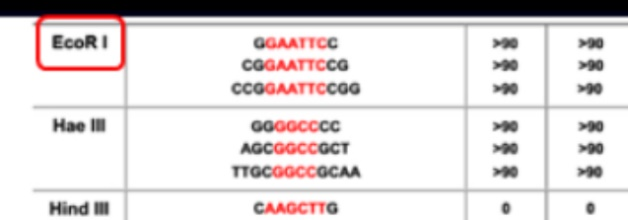 EcoR I GGAATTCC >90 >90
CGGAATTCCG >90 >90
CCGGAATTCCGG >90 >90
Hae III GGGGCCCC >90 >90
AGCGGCCGCT >90 >90
TTGCGGCCGCAA >90 >90
Hind III CAAGCTTG 0 0